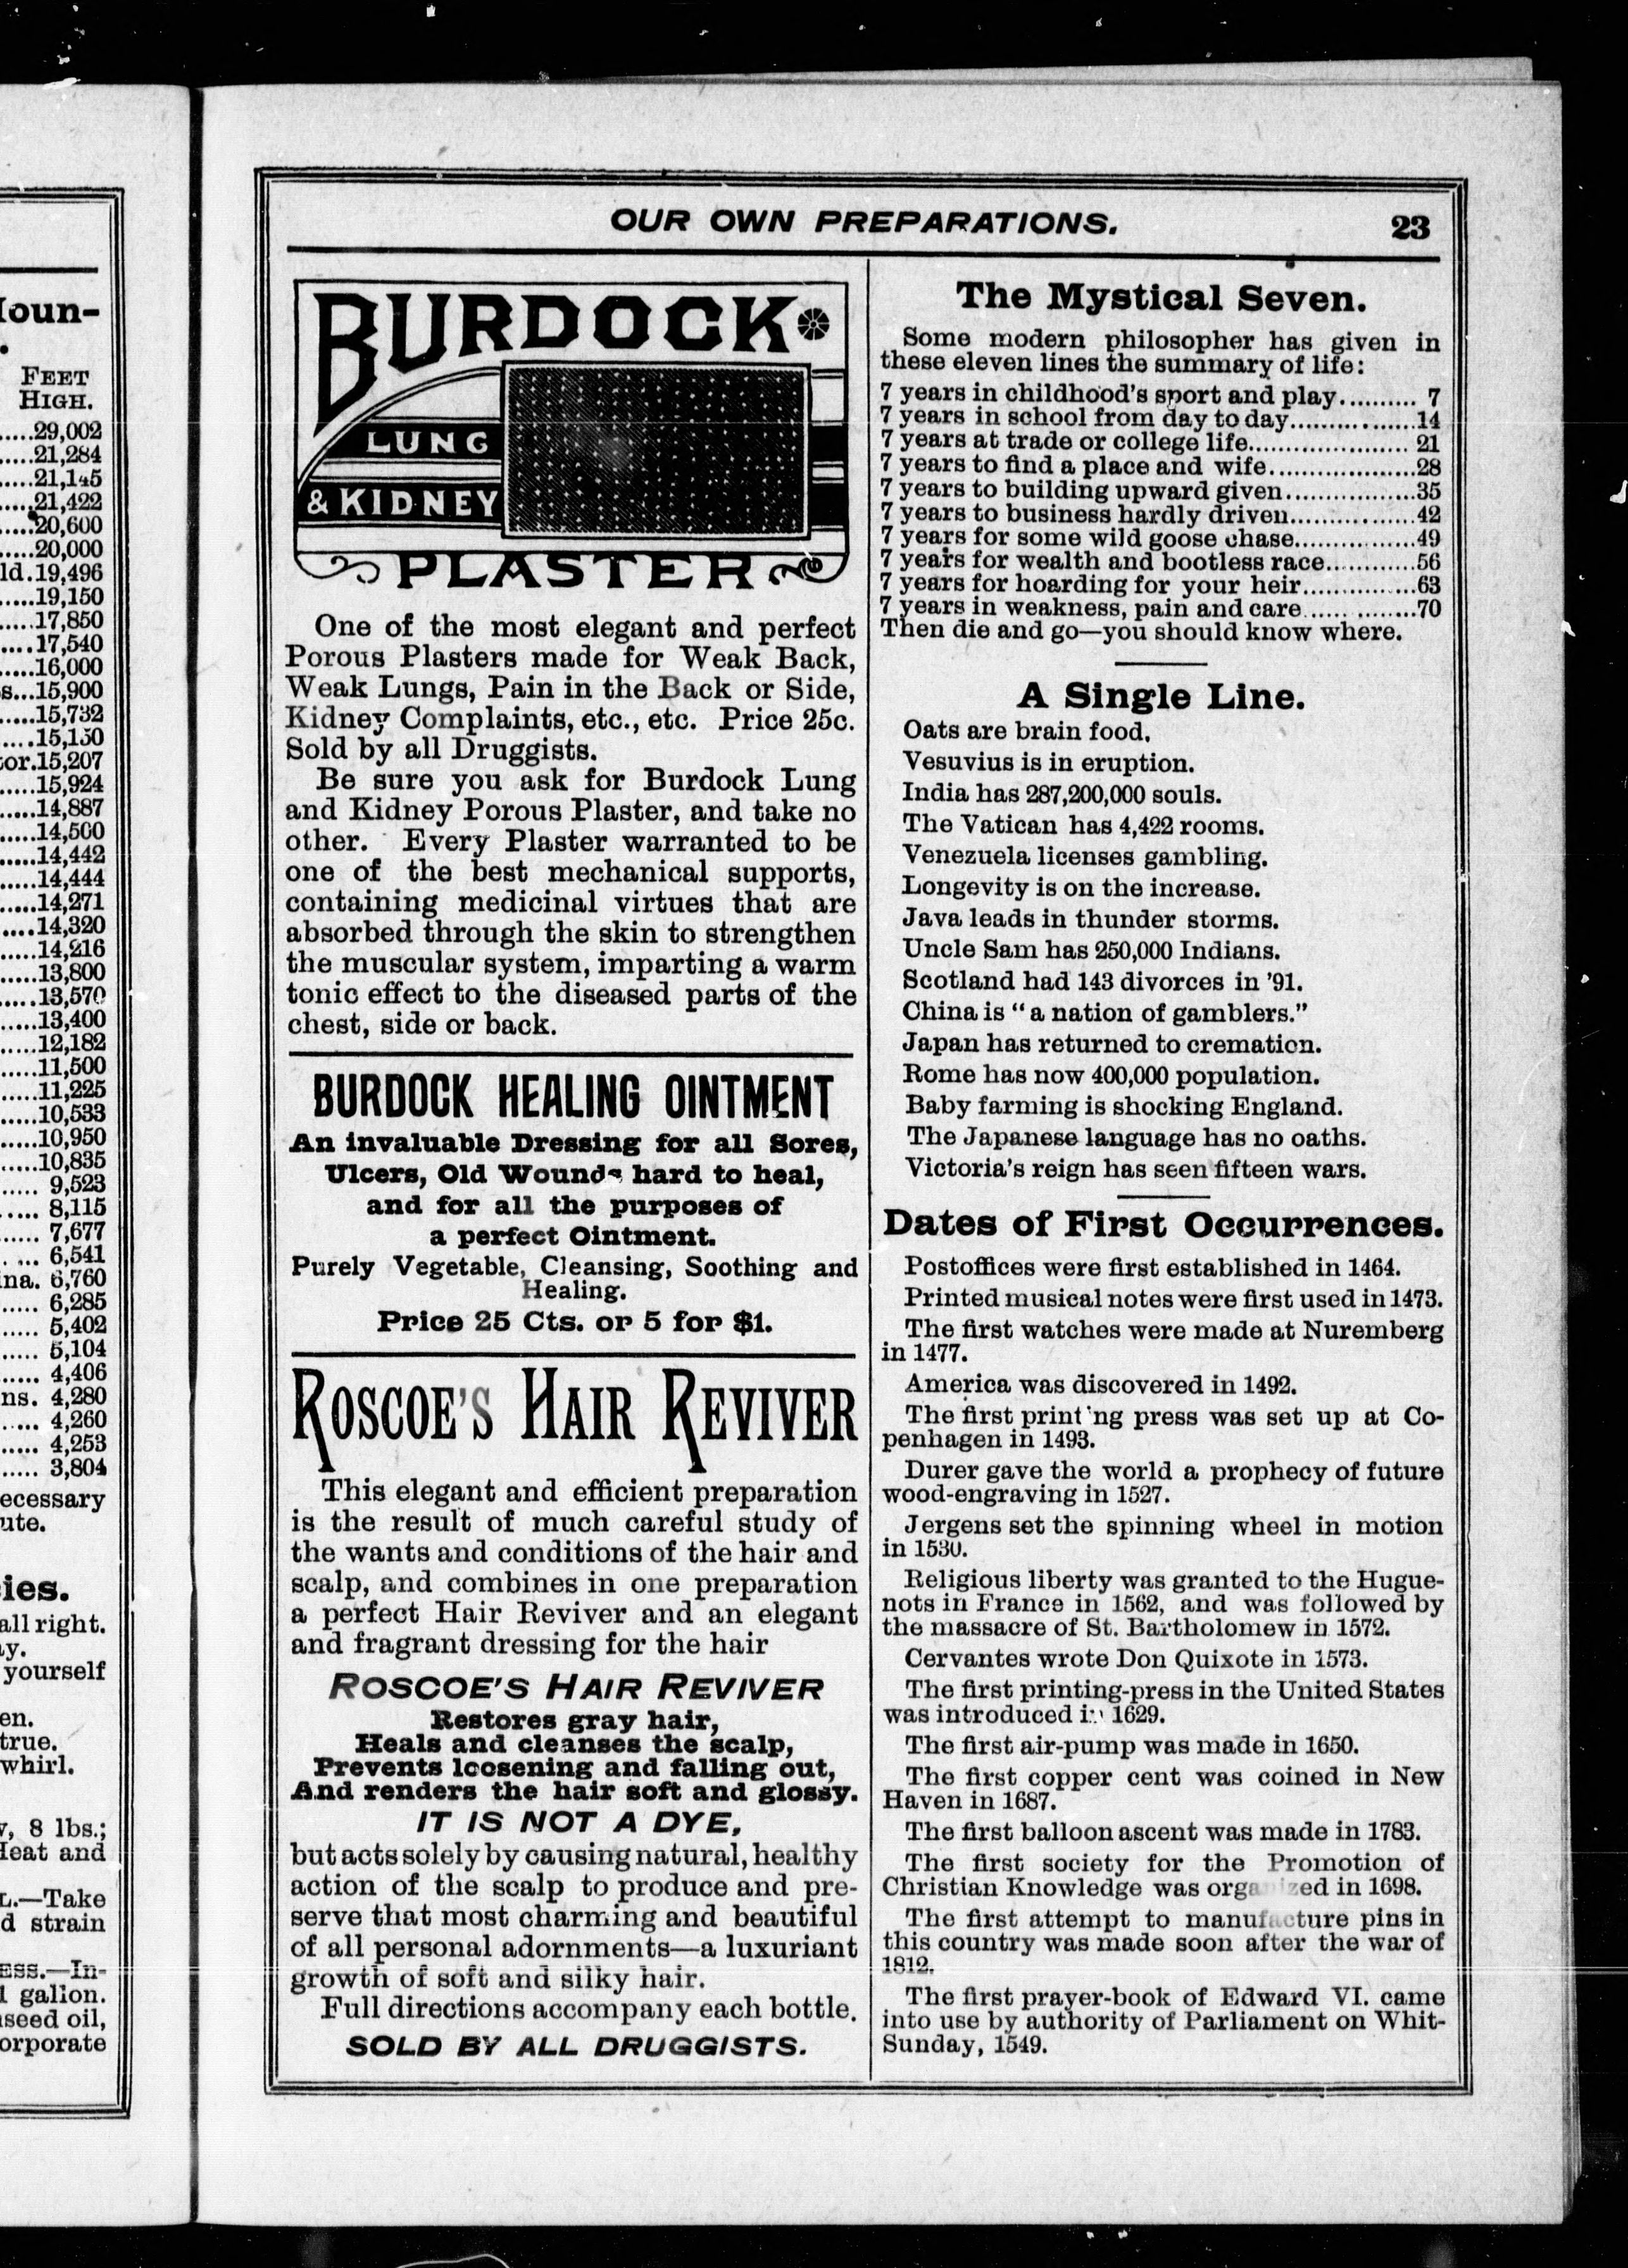 Ioun-
.
FEET
HIGH.
.....29,002
.....21,284
.....21,145
.....21,422
.....20,600
.....20,000
ld.19,496
.....19,150
.....17,850
....17,540
.....16,000
s...15,900
.....15,732
....15,150
or.15,207
.....15,924
.....14,887
.....14,500
.....14,442
.....14,444
.....14,271
....14,320
.....14,216
.....13,800
.....13,570
.....13,400
.....12,182
.....11,500
.....11,225
.....10,533
.....10,950
.....10,835
..... 9,523
..... 8,115
...... 7,677
. ... 6,541
na. 6,760
..... 6,285
..... 5,402
..... 5,104
...... 4,406
ns. 4,280
. .... 4,260
..... 4,253
..... 3,804
ecessary
ute.
ies.
all right.
y.
yourself
en.
true.
whirl.
, 8 lbs.;
Heat and
L.—Take
d strain
ESS.—In-
1 gallon.
seed oil,
orporate
OUR OWN PREPARATIONS.
23
BURDOCK
LUNG
& KIDNEY
PLASTER
One of the most elegant and perfect
Porous Plasters made for Weak Back,
Weak Lungs, Pain in the Back or Side,
Kidney Complaints, etc., etc. Price 25c.
Sold by all Druggists.
Be sure you ask for Burdock Lung
and Kidney Porous Plaster, and take no
other. Every Plaster warranted to be
one of the best mechanical supports,
containing medicinal virtues that are
absorbed through the skin to strengthen
the muscular system, imparting a warm
tonic effect to the diseased parts of the
chest, side or back.
BURDOCK HEALING OINTMENT
An invaluable Dressing for all Sores,
Ulcers, Old Wounds hard to heal,
and for all the purposes of
a perfect Ointment.
Purely Vegetable, Cleansing, Soothing and
Healing.
Price 25 Cts. or 5 for $1.
ROSCOE'S HAIR REVIVER
This elegant and efficient preparation
is the result of much careful study of
the wants and conditions of the hair and
scalp, and combines in one preparation
a perfect Hair Reviver and an elegant
and fragrant dressing for the hair
ROSCOE'S HAIR REVIVER
Restores gray hair,
Heals and cleanses the scalp,
Prevents loosening and falling out,
And renders the hair soft and glossy.
IT IS NOT A DYE,
but acts solely by causing natural, healthy
action of the scalp to produce and pre-
serve that most charming and beautiful
of all personal adornments—a luxuriant
growth of soft and silky hair.
Full directions accompany each bottle.
SOLD BY ALL DRUGGISTS.
The Mystical Seven.
Some modern philosopher has given in
these eleven lines the summary of life:
7 years in childhood's sport and play.......... 7
7 years in school from day to day................14
7 years at trade or college life..................... 21
7 years to find a place and wife....................28
7 years to building upward given.................35
7 years to business hardly driven................42
7 years for some wild goose chase................49
7 years for wealth and bootless race............56
7 years for hoarding for your heir...............63
7 years in weakness, pain and care...............70
Then die and go—you should know where.
A Single Line.
Oats are brain food.
Vesuvius is in eruption.
India has 287,200,000 souls.
The Vatican has 4,422 rooms.
Venezuela licenses gambling.
Longevity is on the increase.
Java leads in thunder storms.
Uncle Sam has 250,000 Indians.
Scotland had 143 divorces in '91.
China is "a nation of gamblers."
Japan has returned to cremation.
Rome has now 400,000 population.
Baby farming is shocking England.
The Japanese language has no oaths.
Victoria's reign has seen fifteen wars.
Dates of First Occurrences.
Postoffices were first established in 1464.
Printed musical notes were first used in 1473.
The first watches were made at Nuremberg
in 1477.
America was discovered in 1492.
The first printing press was set up at Co-
penhagen in 1493.
Durer gave the world a prophecy of future
wood-engraving in 1527.
Jergens set the spinning wheel in motion
in 1530.
Religious liberty was granted to the Hugue-
nots in France in 1562, and was followed by
the massacre of St. Bartholomew in 1572.
Cervantes wrote Don Quixote in 1573.
The first printing-press in the United States
was introduced in 1629.
The first air-pump was made in 1650.
The first copper cent was coined in New
Haven in 1687.
The first balloon ascent was made in 1783.
The first society for the Promotion of
Christian Knowledge was organized in 1698.
The first attempt to manufacture pins in
this country was made soon after the war of
1812.
The first prayer-book of Edward VI. came
into use by authority of Parliament on Whit-
Sunday, 1549.